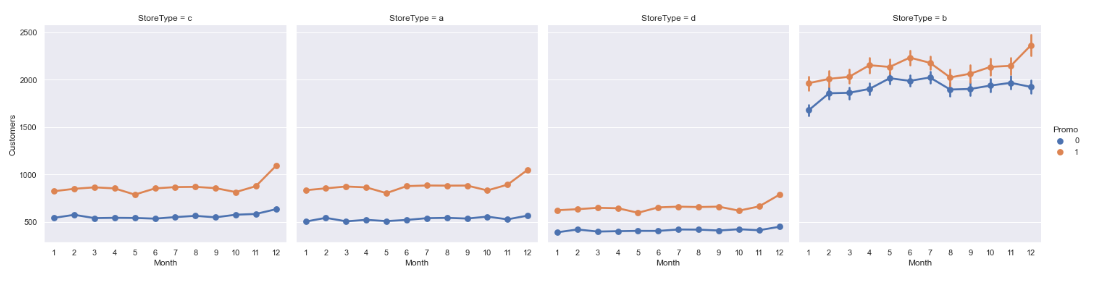 StoreType = c
StoreType = a
StoreType = d
StoreType = b
2500
2000
1500
1000
500
Customers
1 2 3 4 5 6 7 8 9 10 11 12
1 2 3 4 5 6 7 8 9 10 11 12
1 2 3 4 5 6 7 8 9 10 11 12
1 2 3 4 5 6 7 8 9 10 11 12
Month
Month
Month
Month
Promo
0
1